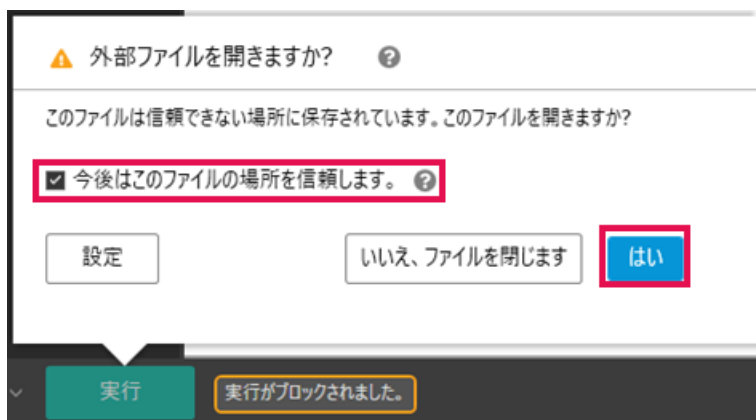 外部ファイルを開きますか?
このファイルは信頼できない場所に保存されています。このファイルを開きますか?
今後はこのファイルの場所を信頼します。
設定
いいえ、ファイルを閉じます
はい
実行
実行がブロックされました。